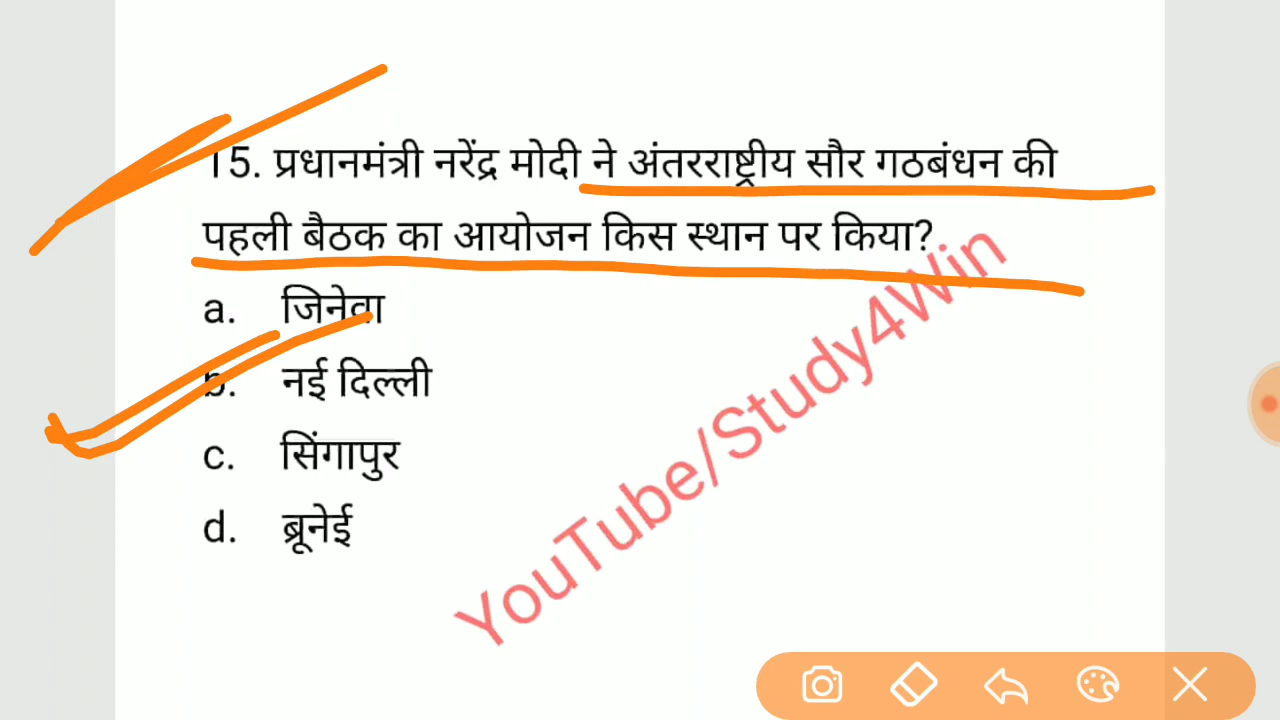 15. प्रधानमंत्री नरेंद्र मोदी ने अंतरराष्ट्रीय सौर गठबंधन की
पहली बैठक का आयोजन किस स्थान पर किया?
a. जिनेवा
b. नई दिल्ली
c. सिंगापुर
d. ब्रूनेई
YouTube/Study4Win